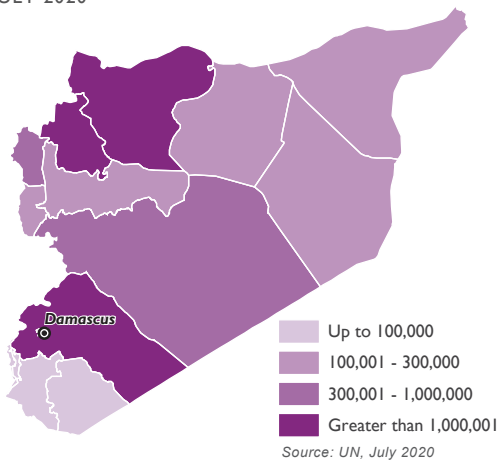 2020
Damascus
Up to 100,000
100,001 - 300,000
300,001 - 1,000,000
Greater than 1,000,001
Source: UN, July 2020